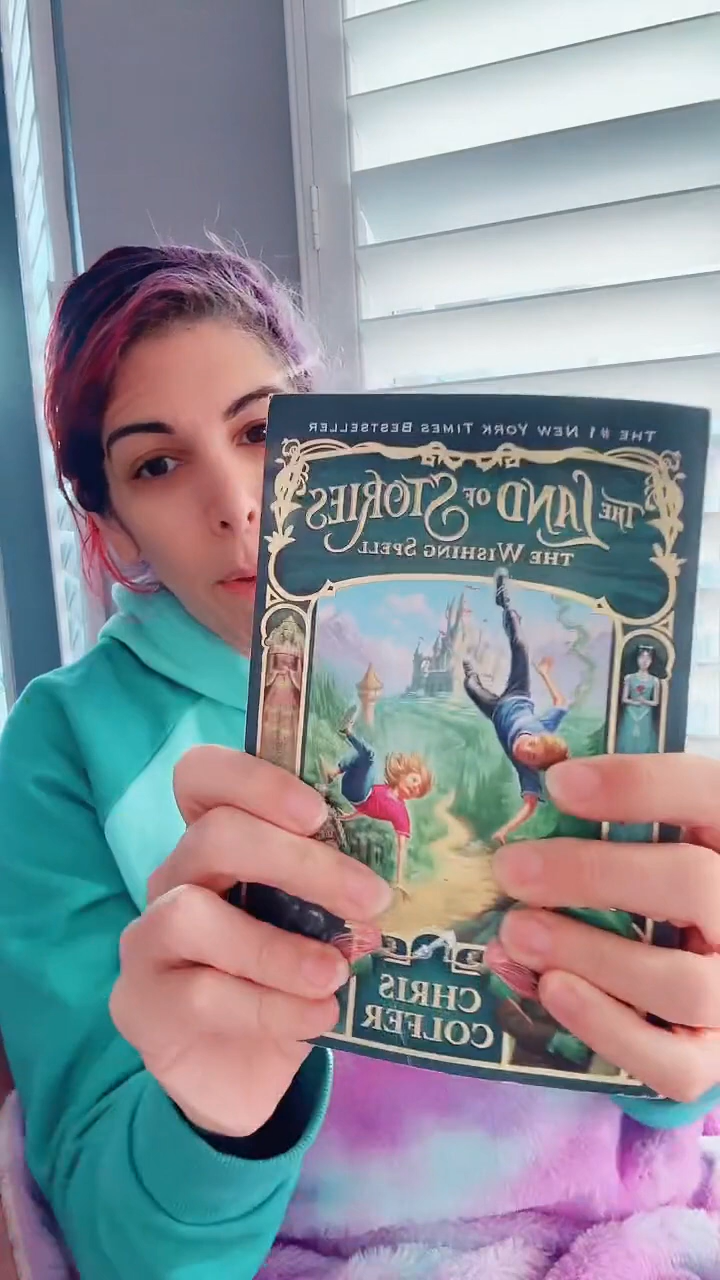 THE #1 NEW YORK TIMES BESTSELLER
THE LAND OF STORIES
THE WISHING SPELL
CHRIS
COLFER